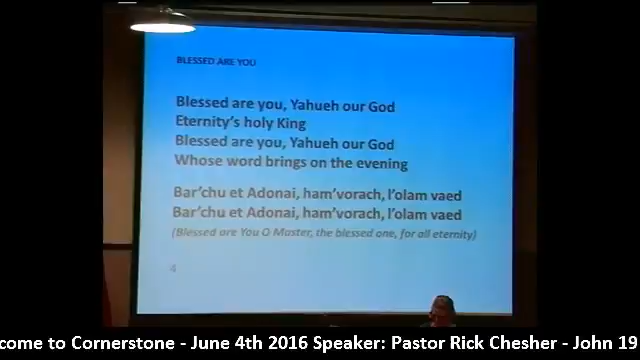 BLESSED ARE YOU
Blessed are you, Yahueh our God
Eternity's holy King
Blessed are you, Yahueh our God
Whose word brings on the evening
Bar'chu et Adonai, ham'vorach, l'olam vaed
Bar'chu et Adonai, ham'vorach, l'olam vaed
(Blessed are You O Master, the blessed one, for all eternity)
4
come to Cornerstone - June 4th 2016 Speaker: Pastor Rick Chesher - John 19